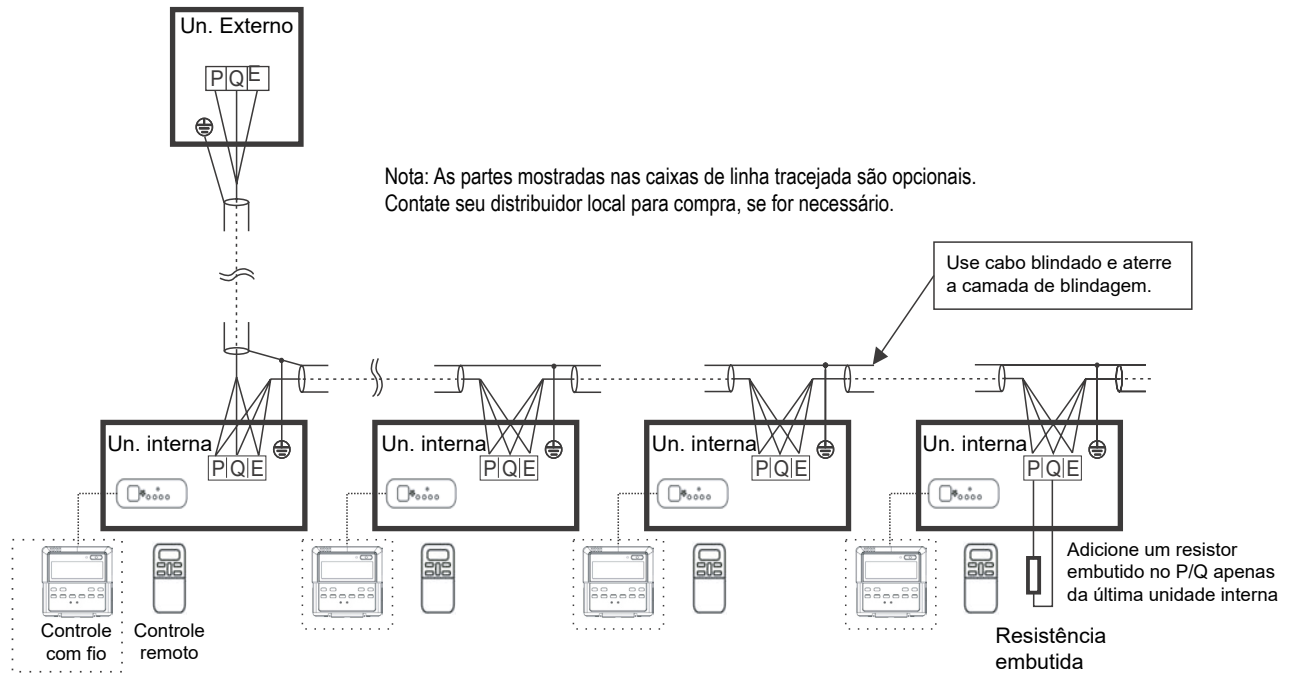 Un. Externo
P Q E
Nota: As partes mostradas nas caixas de linha tracejada são opcionais.
Contate seu distribuidor local para compra, se for necessário.
Use cabo blindado e aterre
a camada de blindagem.
Un. interna
P Q E
Un. interna
P Q E
Un. interna
P Q E
Un. interna
P Q E
Controle
com fio
Controle
remoto
Adicione um resistor
embutido no P/Q apenas
da última unidade interna
Resistência
embutida